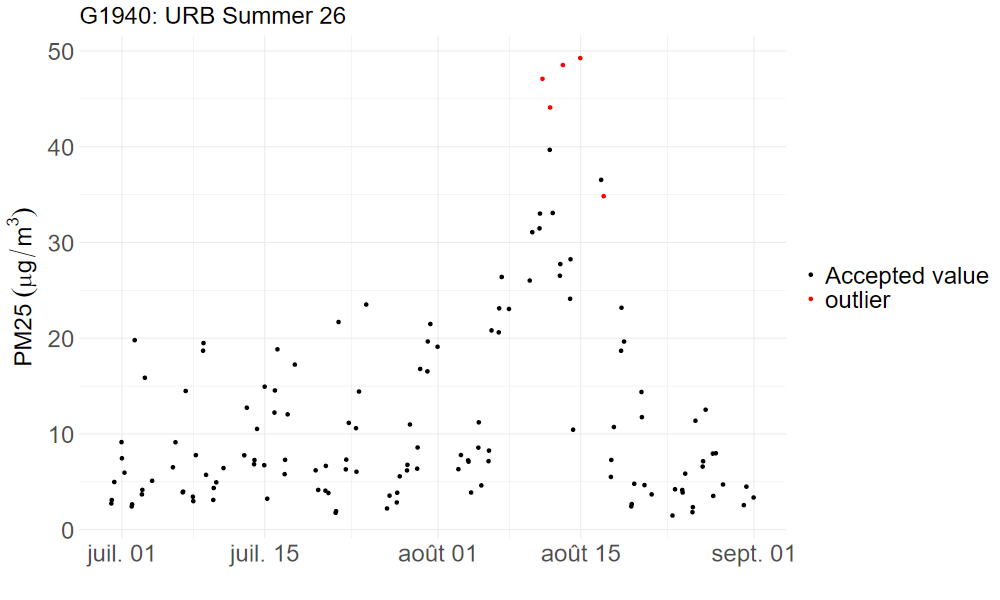 G1940: URB Summer 26
PM25 (μg/m³)
50
40
30
20
10
0
juil. 01 juil. 15 août 01 août 15 sept. 01
Accepted value
outlier